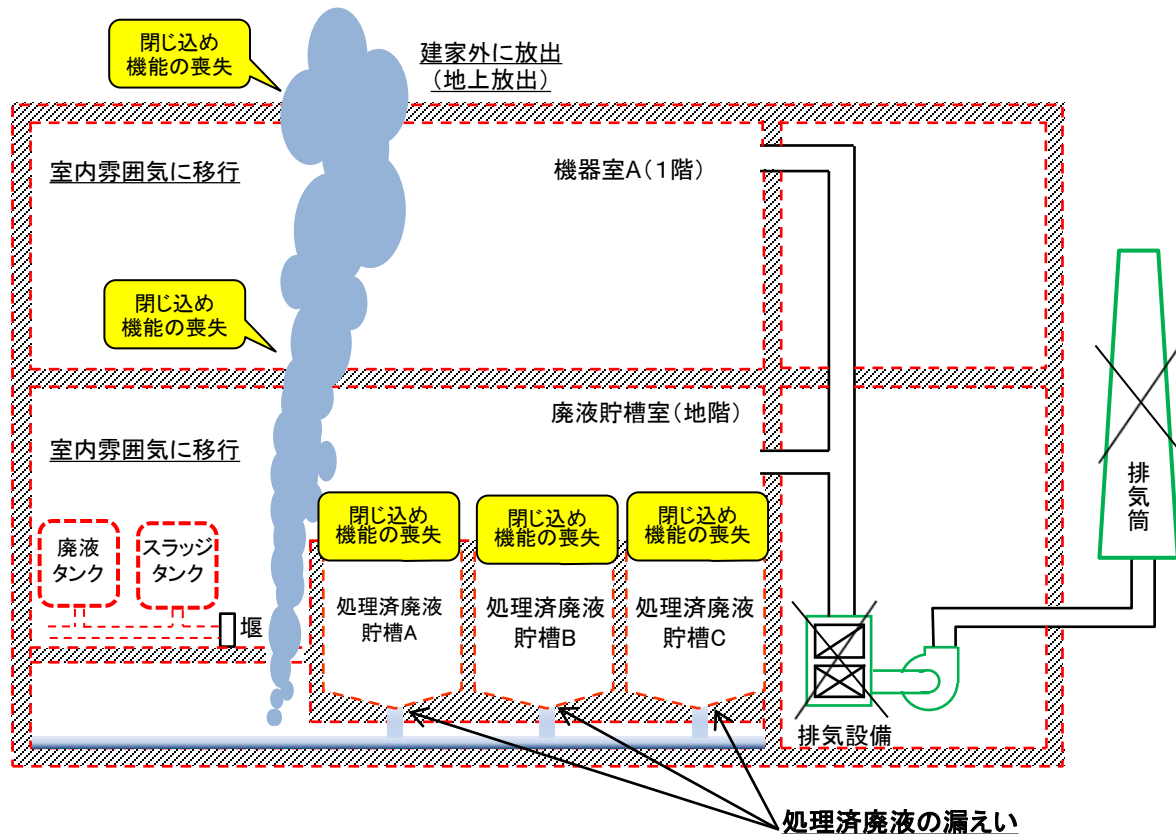 閉じ込め
機能の喪失
建家外に放出
（地上放出）
室内雰囲気に移行
機器室A（1階）
閉じ込め
機能の喪失
廃液貯槽室（地階）
室内雰囲気に移行
閉じ込め
機能の喪失
閉じ込め
機能の喪失
閉じ込め
機能の喪失
廃液
タンク
スラッジ
タンク
堰
処理済廃液
貯槽A
処理済廃液
貯槽B
処理済廃液
貯槽C
排気筒
排気設備
処理済廃液の漏えい